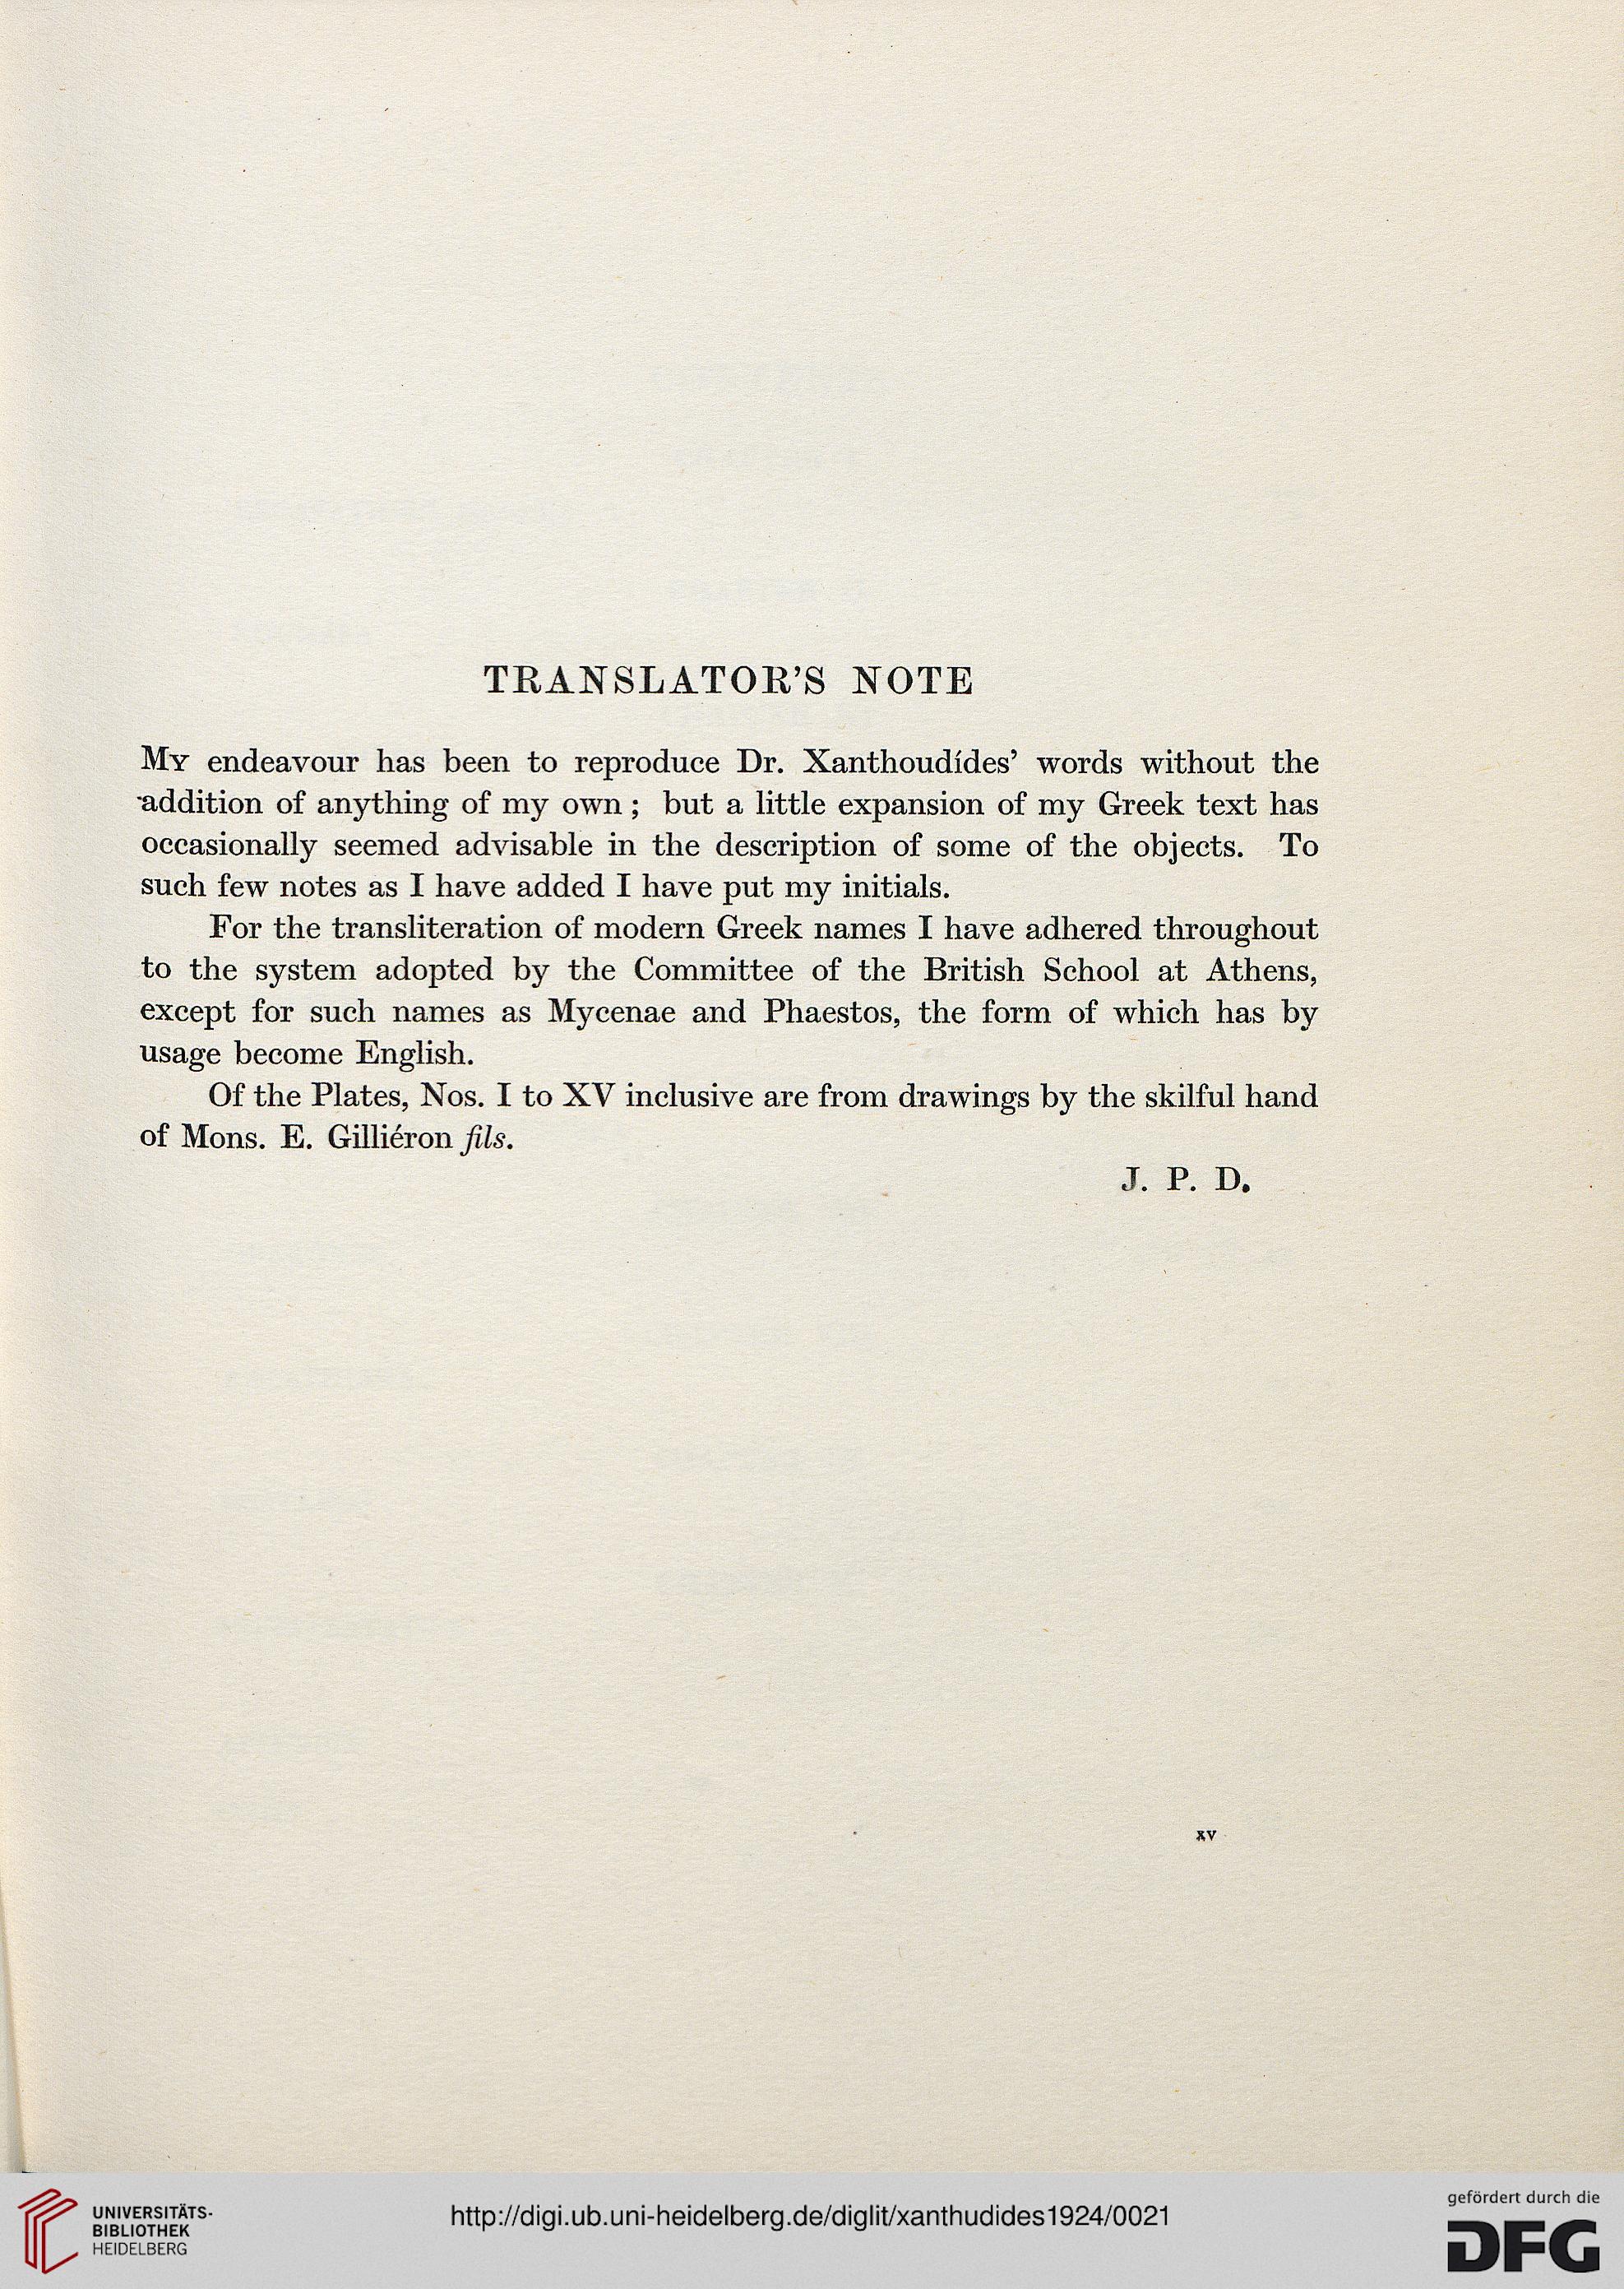 TRANSLATOR'S NOTE
My endeavour has been to reproduce Dr. Xanthoudídes' words without the
addition of anything of my own; but a little expansion of my Greek text has
occasionally seemed advisable in the description of some of the objects. To
such few notes as I have added I have put my initials.
For the transliteration of modern Greek names I have adhered throughout
to the system adopted by the Committee of the British School at Athens,
except for such names as Mycenae and Phaestos, the form of which has by
usage become English.
Of the Plates, Nos. I to XV inclusive are from drawings by the skilful hand
of Mons. E. Gilliéron fils.
J. P. D.
xv
UNIVERSITÄTS-
BIBLIOTHEK
HEIDELBERG
http://digi.ub.uni-heidelberg.de/diglit/xanthudides1924/0021
gefördert durch die
DFG